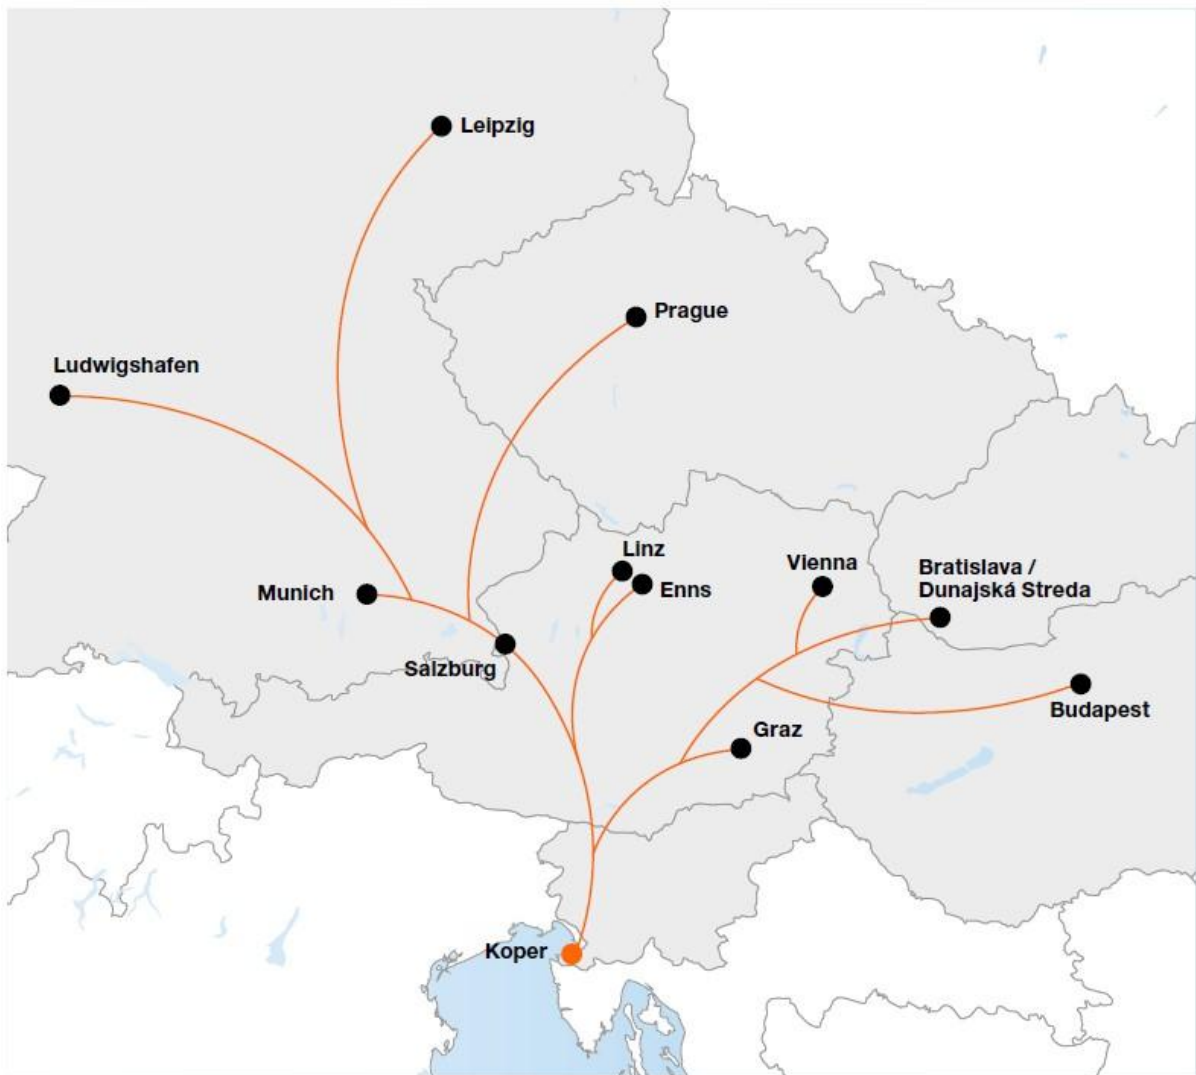 Leipzig
Prague
Ludwigshafen
Linz
Enns
Vienna
Bratislava /
Dunajská Streda
Munich
Salzburg
Budapest
Graz
Koper